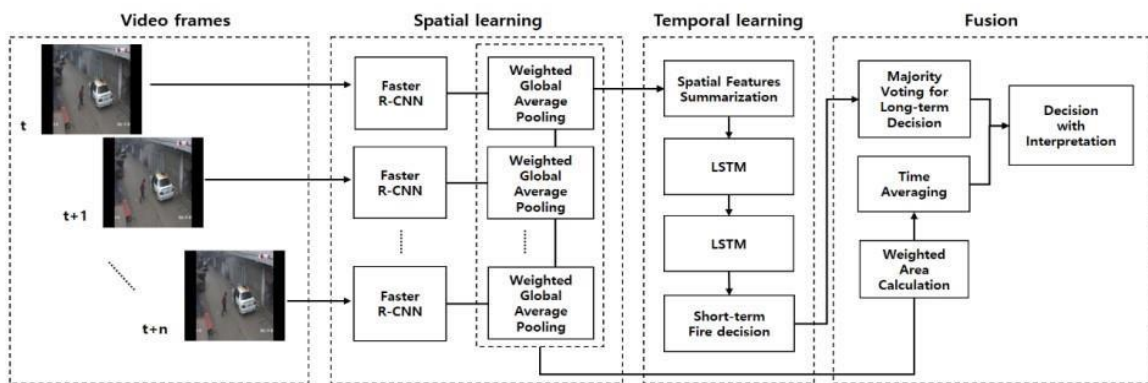 Video frames
Spatial learning
Temporal learning
Fusion
t
t+1
t+n
Faster
R-CNN
Weighted
Global
Average
Pooling
Faster
R-CNN
Weighted
Global
Average
Pooling
Faster
R-CNN
Weighted
Global
Average
Pooling
Spatial Features
Summarization
LSTM
LSTM
Short-term
Fire decision
Majority
Voting for
Long-term
Decision
Time
Averaging
Weighted
Area
Calculation
Decision
with
Interpretation